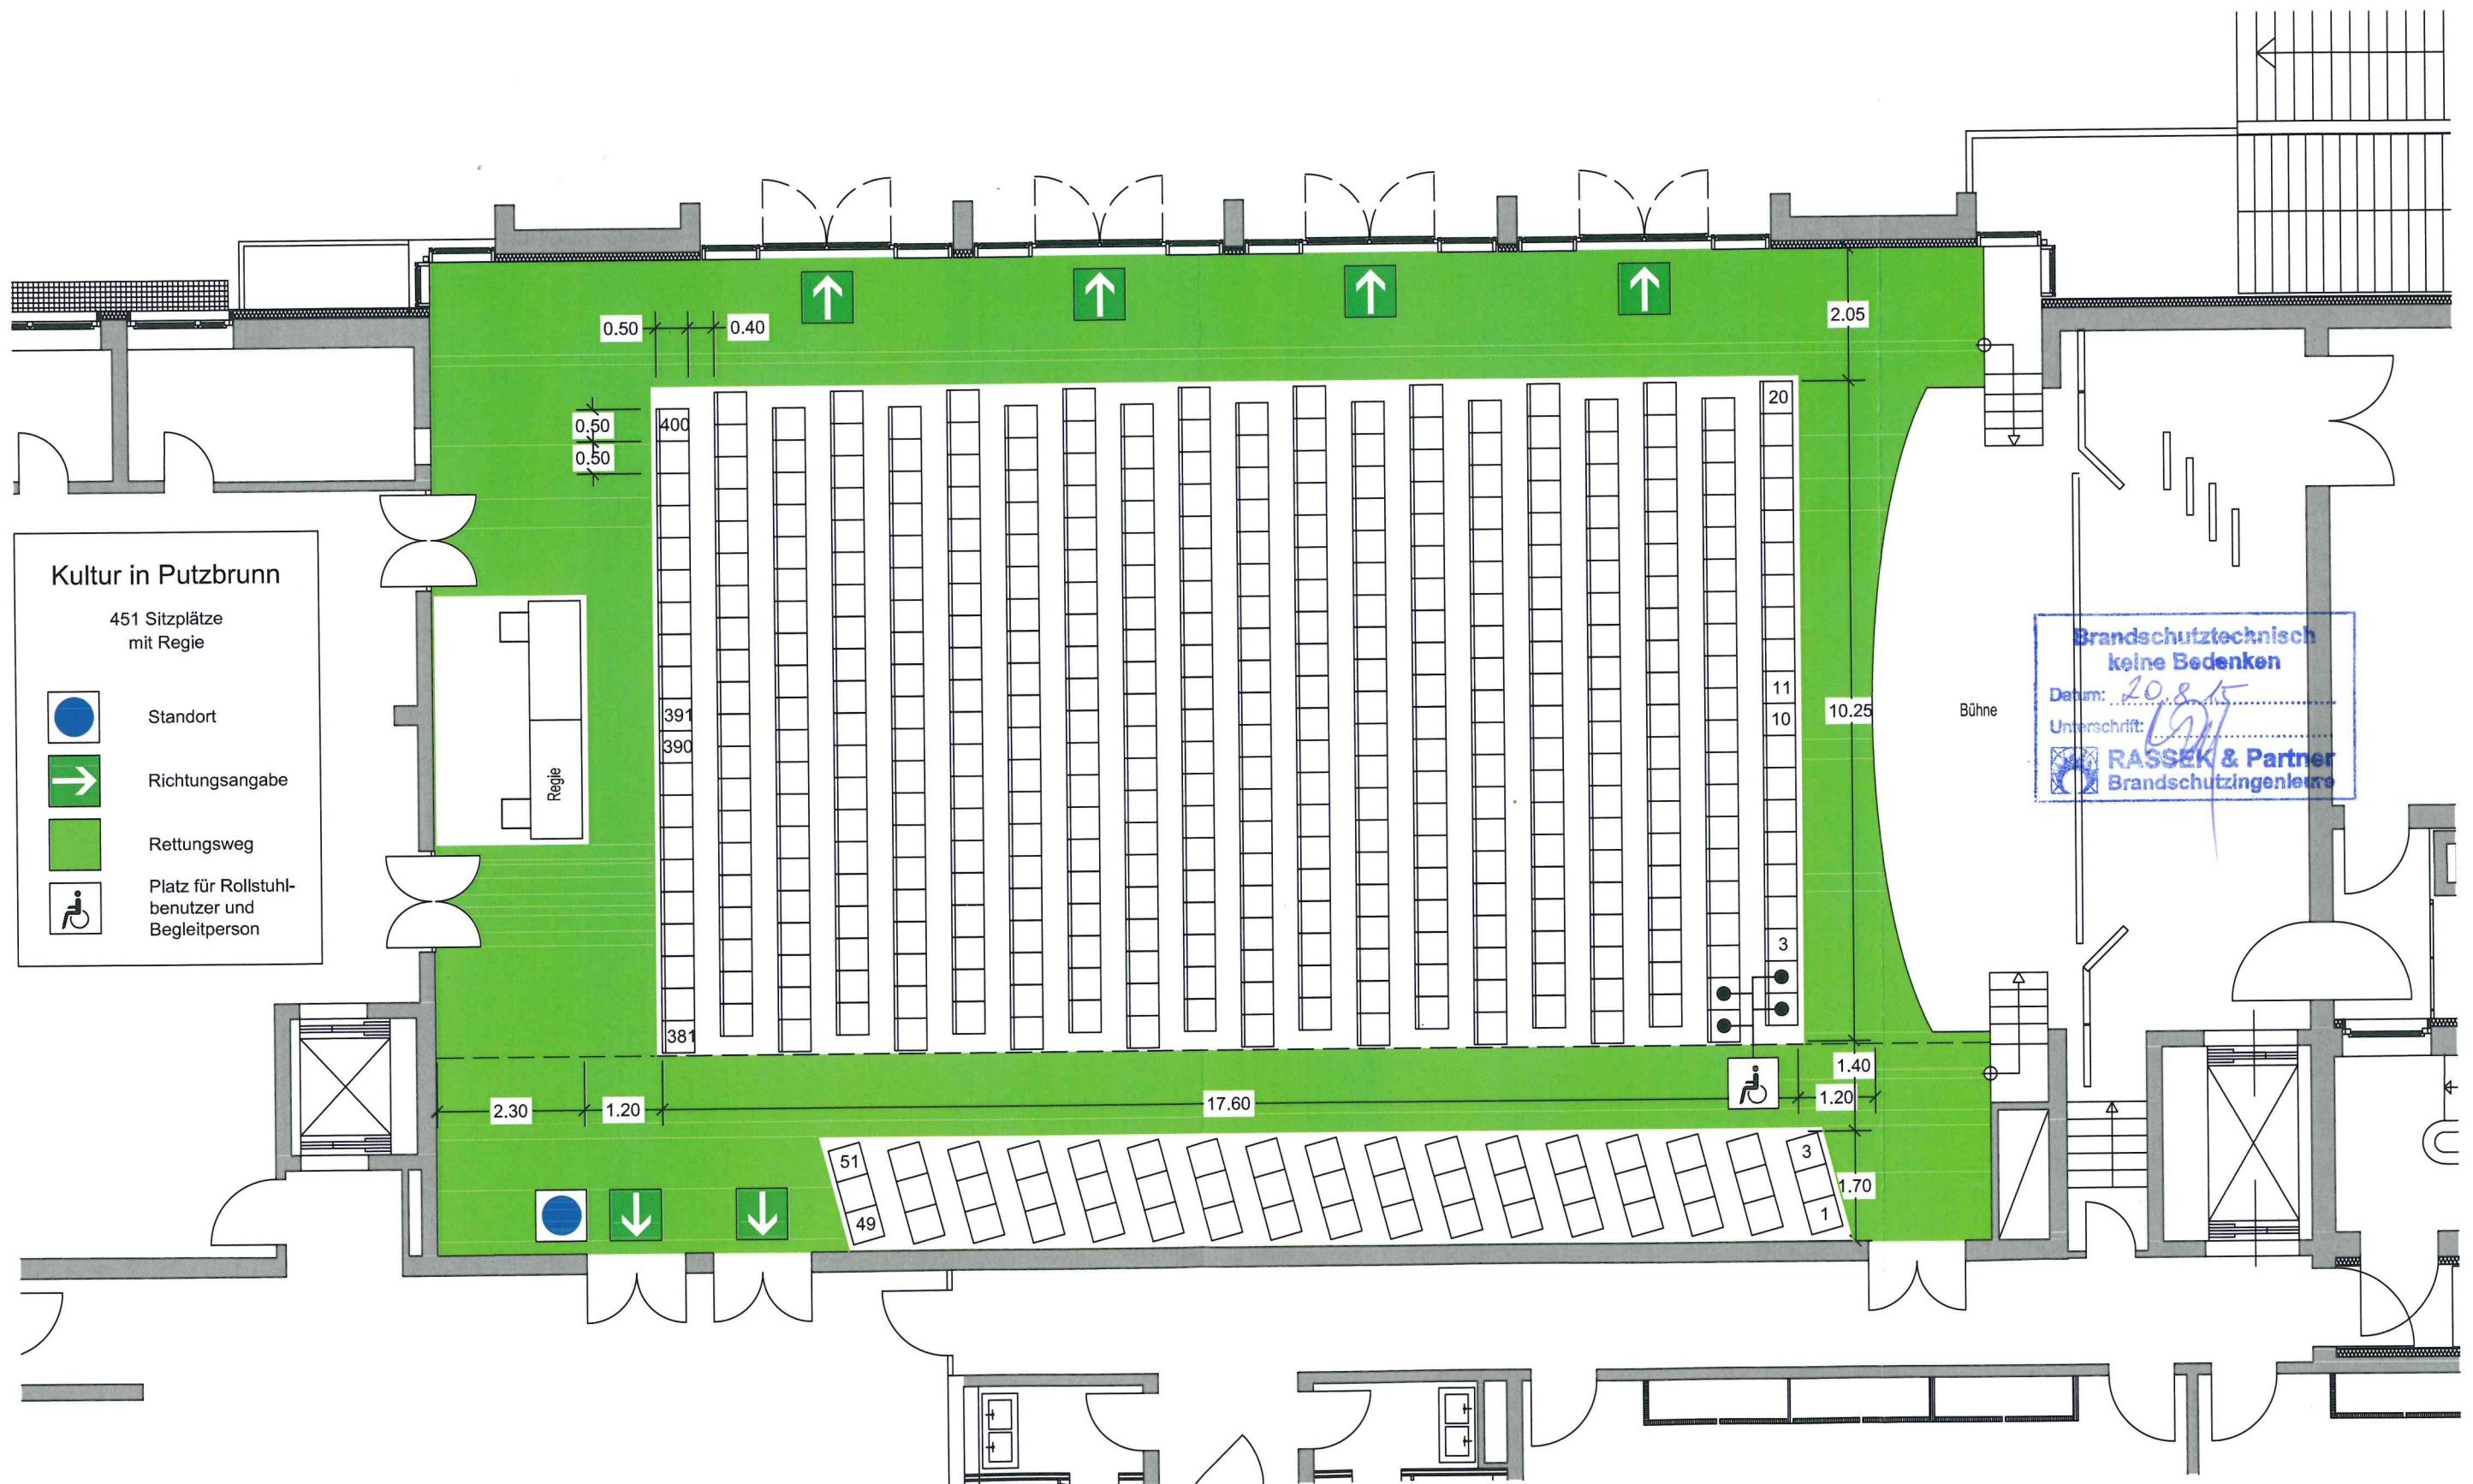 0.50
0.40
2.05
0.50
0.50
400
20
391
390
11
10
3
381
10.25
Kultur in Putzbrunn
451 Sitzplätze
mit Regie
Standort
Richtungsangabe
Rettungsweg
Platz für Rollstuhl-
benutzer und
Begleitperson
Regie
Bühne
Brandschutztechnisch
keine Bedenken
Datum: 20.8.15
Unterschrift:
RASSEK & Partner
Brandschutzingenieure
2.30
1.20
17.60
1.40
1.20
51
49
3
1
1.70